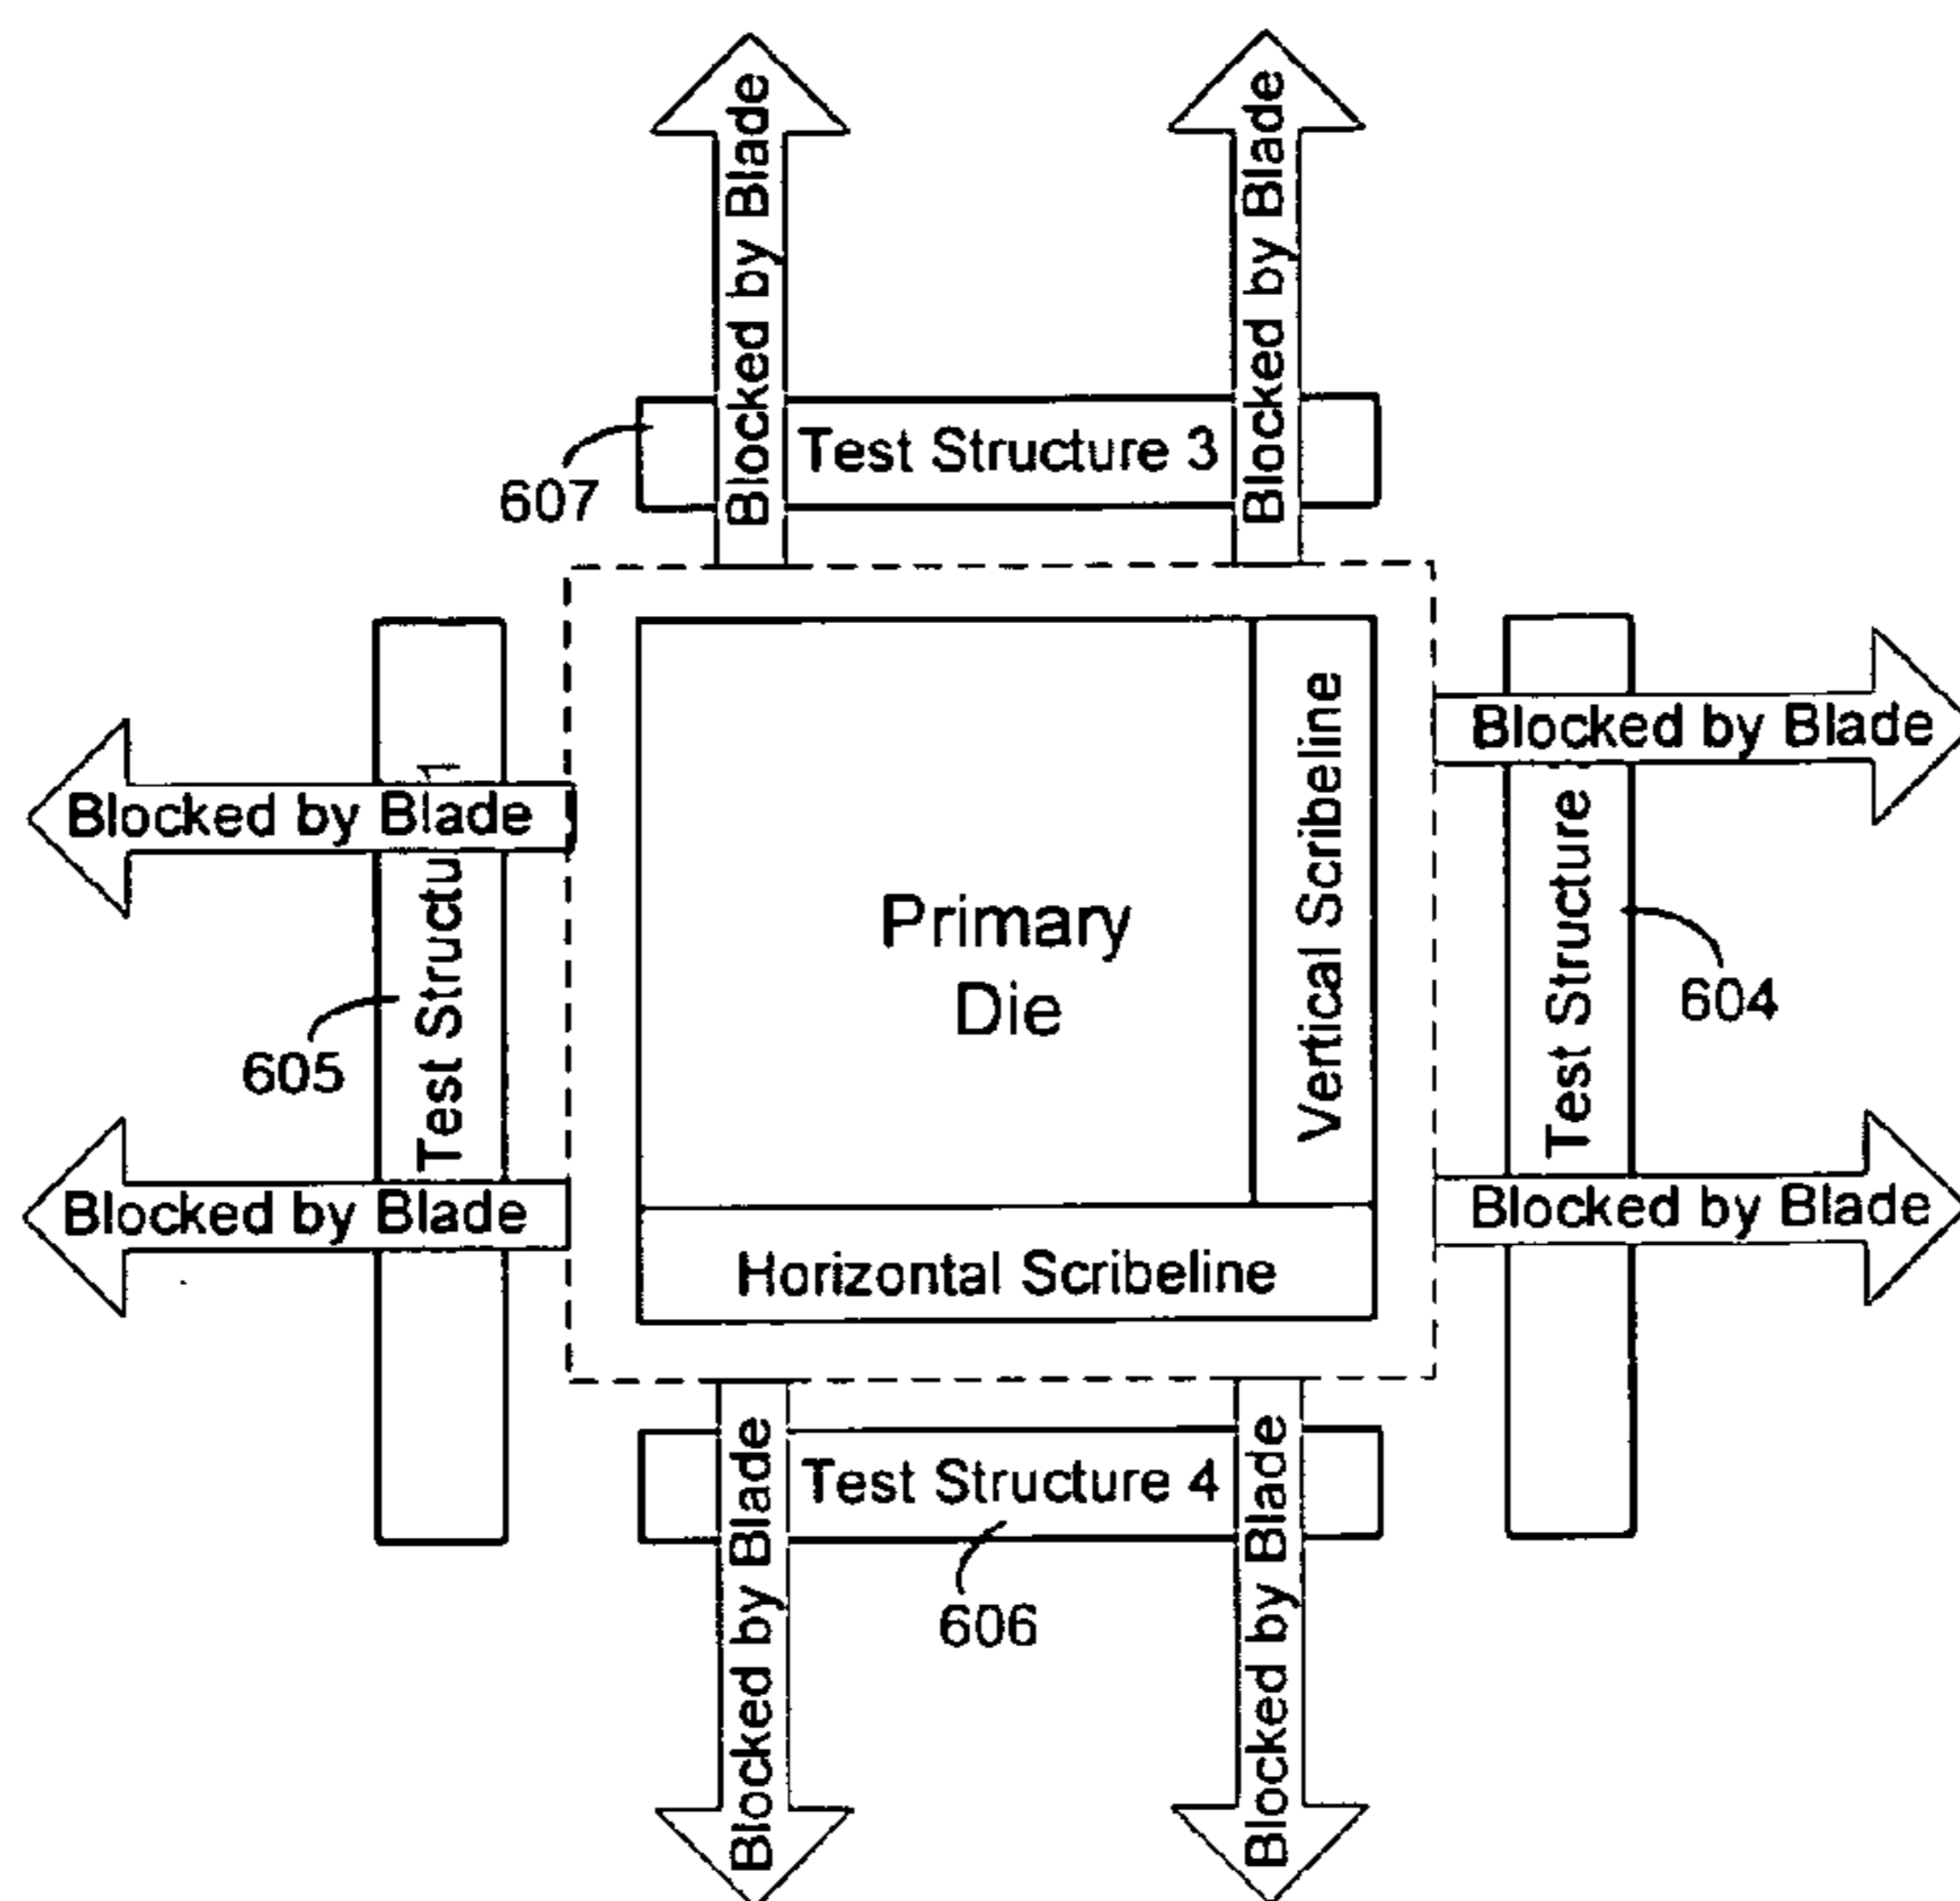 Blocked by Blade
Blocked by Blade
Test Structure 3
607
Blocked by Blade
Blocked by Blade
Test Structu 1
Primary
Die
Vertical Scribeline
Test Structure
604
605
Blocked by Blade
Blocked by Blade
Horizontal Scribeline
Test Structure 4
606
Blocked by Blade
Blocked by Blade